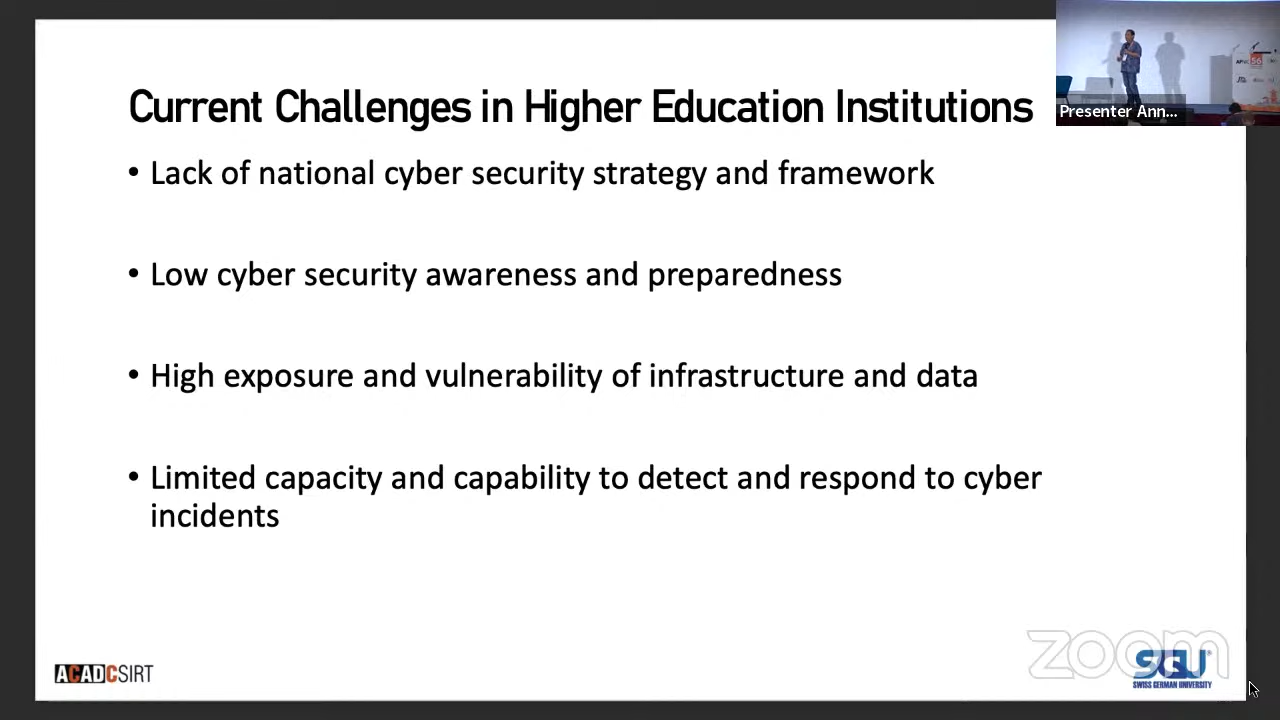 Current Challenges in Higher Education Institutions
• Lack of national cyber security strategy and framework
• Low cyber security awareness and preparedness
• High exposure and vulnerability of infrastructure and data
• Limited capacity and capability to detect and respond to cyber
incidents
Presenter Ann...
56
ACADCSIRT
zoom
SGU
SWISS GERMAN UNIVERSITY